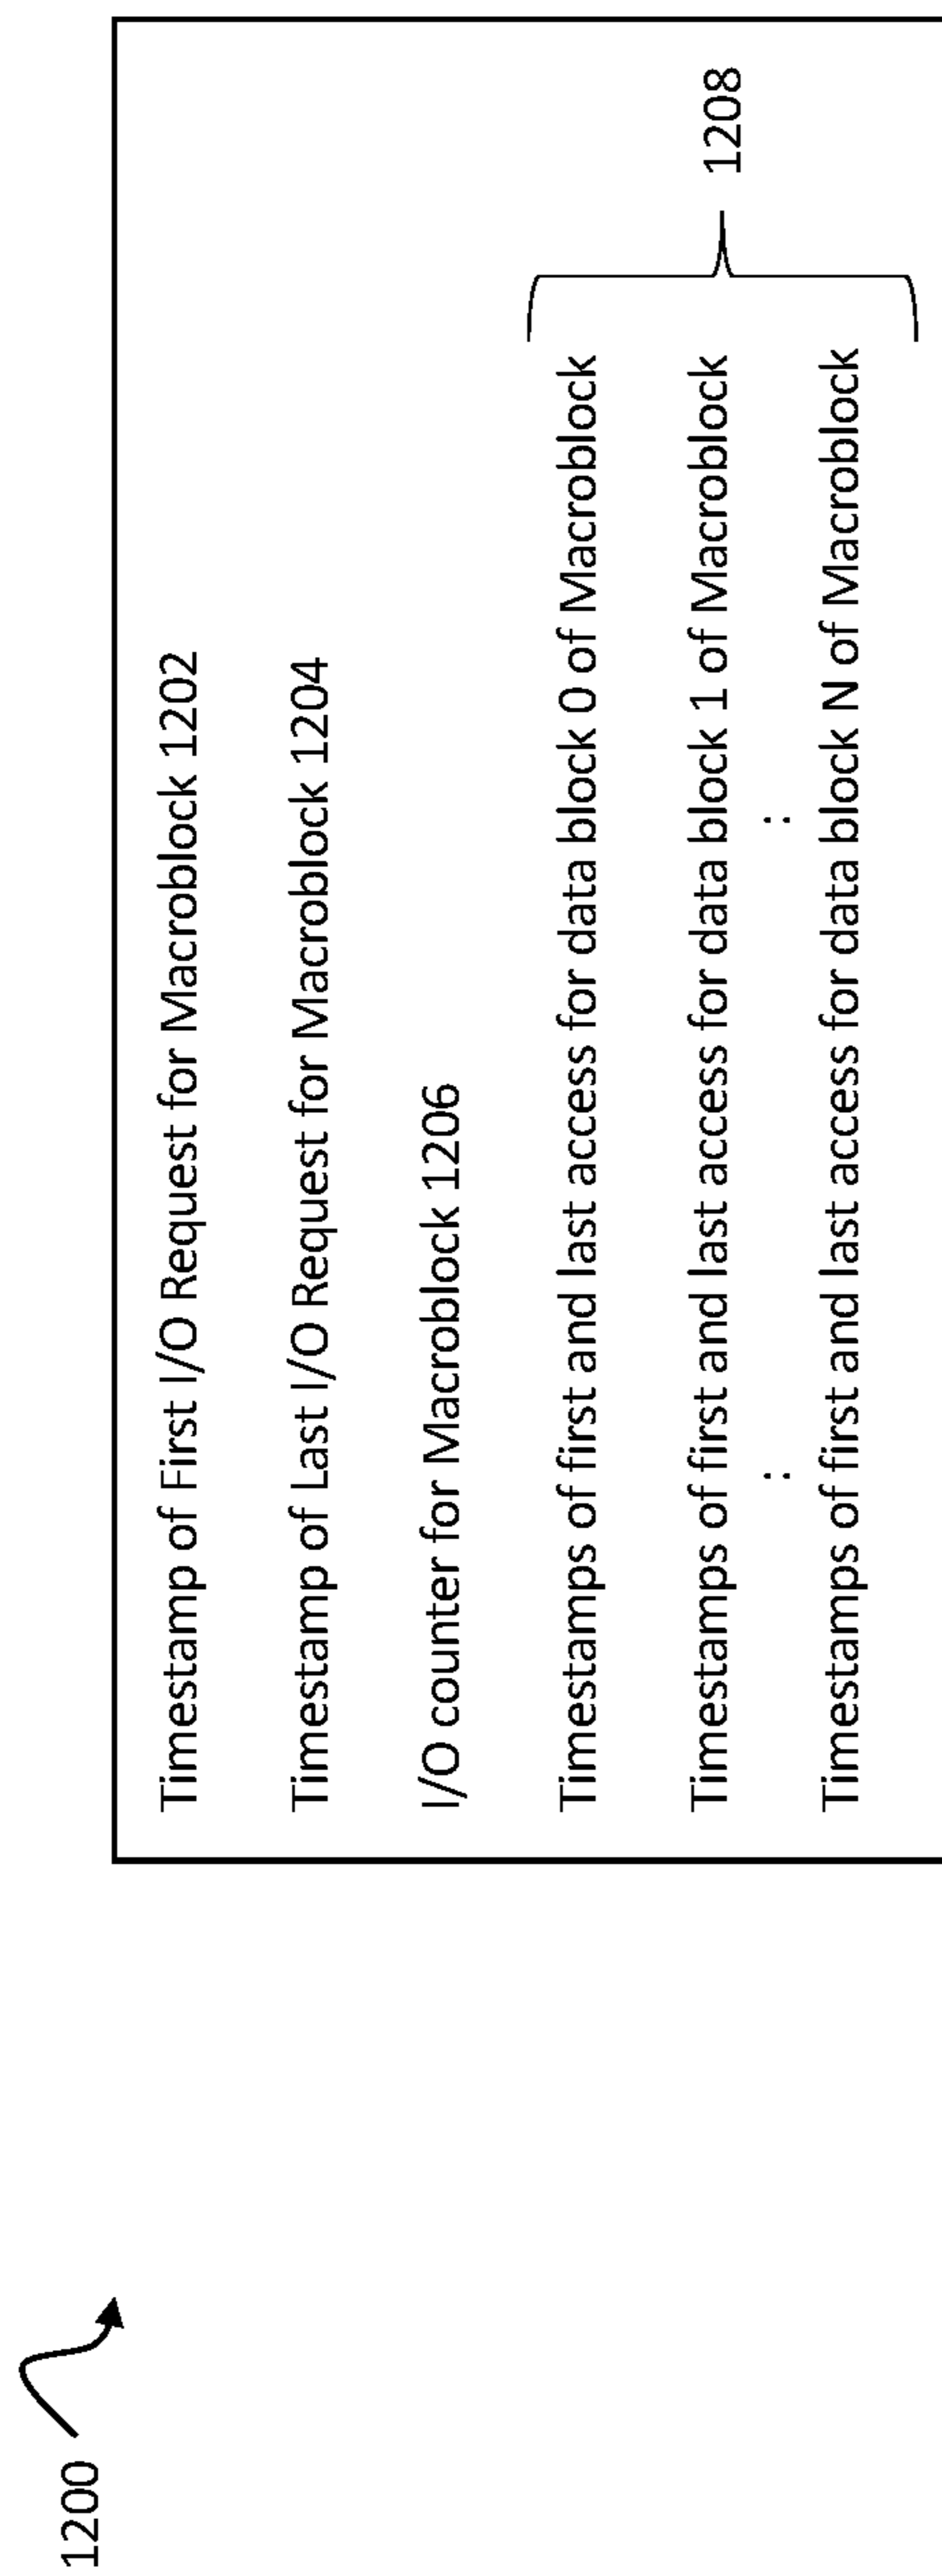 1200
Timestamp of First I/O Request for Macroblock 1202
Timestamp of Last I/O Request for Macroblock 1204
I/O counter for Macroblock 1206
Timestamps of first and last access for data block 0 of Macroblock
Timestamps of first and last access for data block 1 of Macroblock
: :
Timestamps of first and last access for data block N of Macroblock
1208